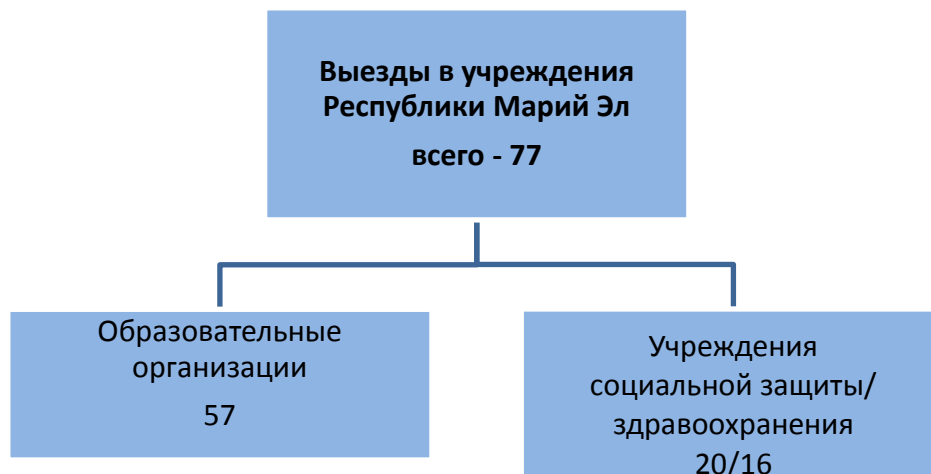 Выезды в учреждения
Республики Марий Эл
всего - 77
Образовательные
организации
57
Учреждения
социальной защиты/
здравоохранения
20/16